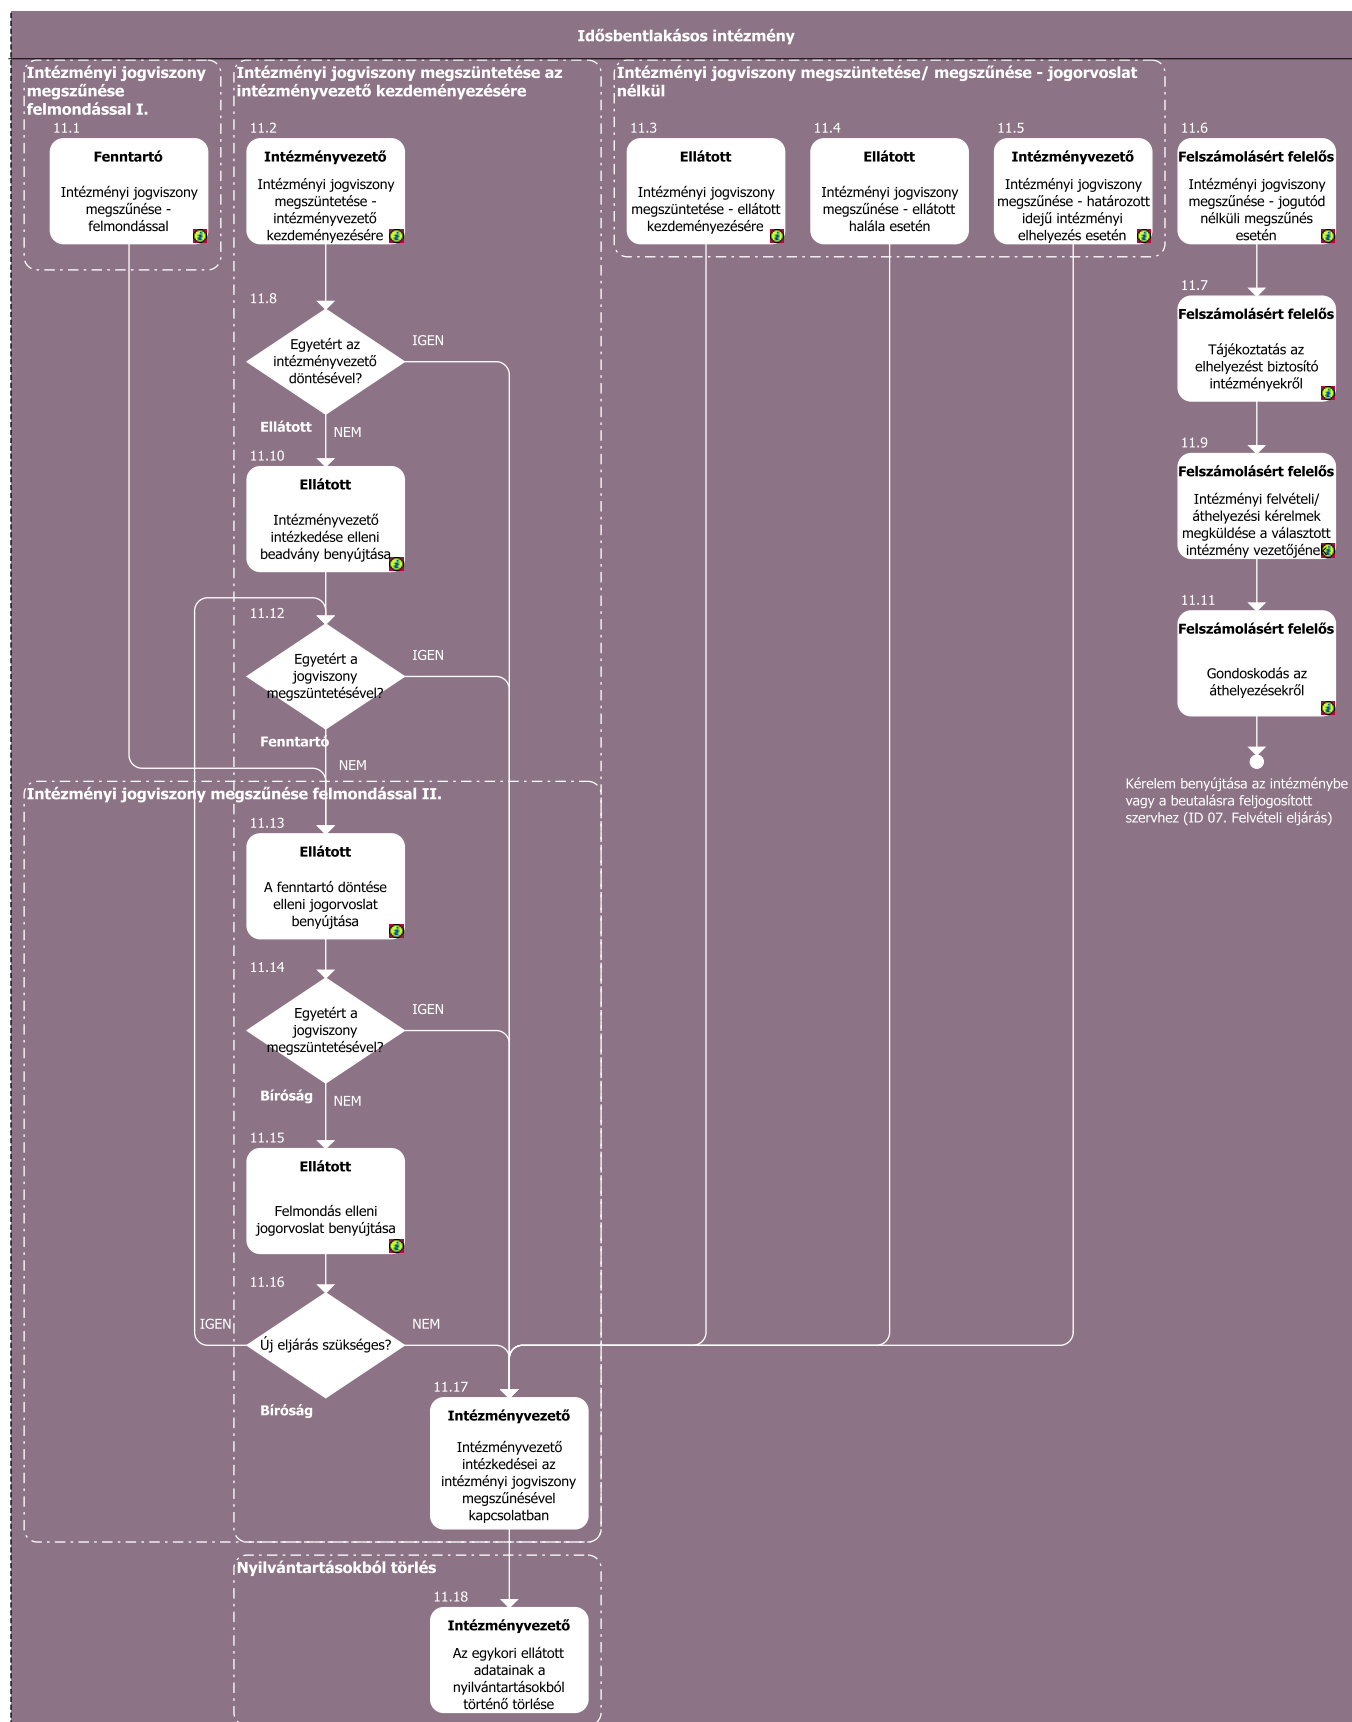 Idősbentlakásos intézmény
Intézményi jogviszony
megszűnése
felmondással I.
Intézményi jogviszony megszüntetése az
intézményvezető kezdeményezésére
Intézményi jogviszony megszüntetése/ megszűnése - jogorvoslat
nélkül
11.1
Fenntartó
Intézményi jogviszony
megszűnése -
felmondással
11.2
Intézményvezető
Intézményi jogviszony
megszüntetése -
intézményvezető
kezdeményezésére
11.3
Ellátott
Intézményi jogviszony
megszüntetése - ellátott
kezdeményezésére
11.4
Ellátott
Intézményi jogviszony
megszűnése - ellátott
halála esetén
11.5
Intézményvezető
Intézményi jogviszony
megszűnése - határozott
idejű intézményi
elhelyezés esetén
11.6
Felszámolásért felelős
Intézményi jogviszony
megszűnése - jogutód
nélküli megszűnés
esetén
11.7
Felszámolásért felelős
Tájékoztatás az
elhelyezést biztosító
intézményekről
11.8
Egyetért az
intézményvezető
döntésével?
IGEN
Ellátott
NEM
11.9
Felszámolásért felelős
Intézményi felvételi/
áthelyezési kérelmek
megküldése a választott
intézmény vezetőjéne
11.10
Ellátott
Intézményvezető
intézkedése elleni
beadvány benyújtása
11.11
Felszámolásért felelős
Gondoskodás az
áthelyezésekről
Kérelem benyújtása az intézménybe
vagy a beutalásra feljogosított
szervhez (ID 07. Felvételi eljárás)
11.12
Egyetért a
jogviszony
megszüntetésével?
IGEN
Fenntartó
NEM
Intézményi jogviszony megszűnése felmondással II.
11.13
Ellátott
A fenntartó döntése
elleni jogorvoslat
benyújtása
11.14
Egyetért a
jogviszony
megszüntetésével?
IGEN
Bíróság
NEM
11.15
Ellátott
Felmondás elleni
jogorvoslat benyújtása
11.16
IGEN
Új eljárás szükséges?
NEM
Bíróság
11.17
Intézményvezető
Intézményvezető
intézkedései az
intézményi jogviszony
megszűnésével
kapcsolatban
Nyilvántartásokból törlés
11.18
Intézményvezető
Az egykori ellátott
adatainak a
nyilvántartásokból
történő törlése